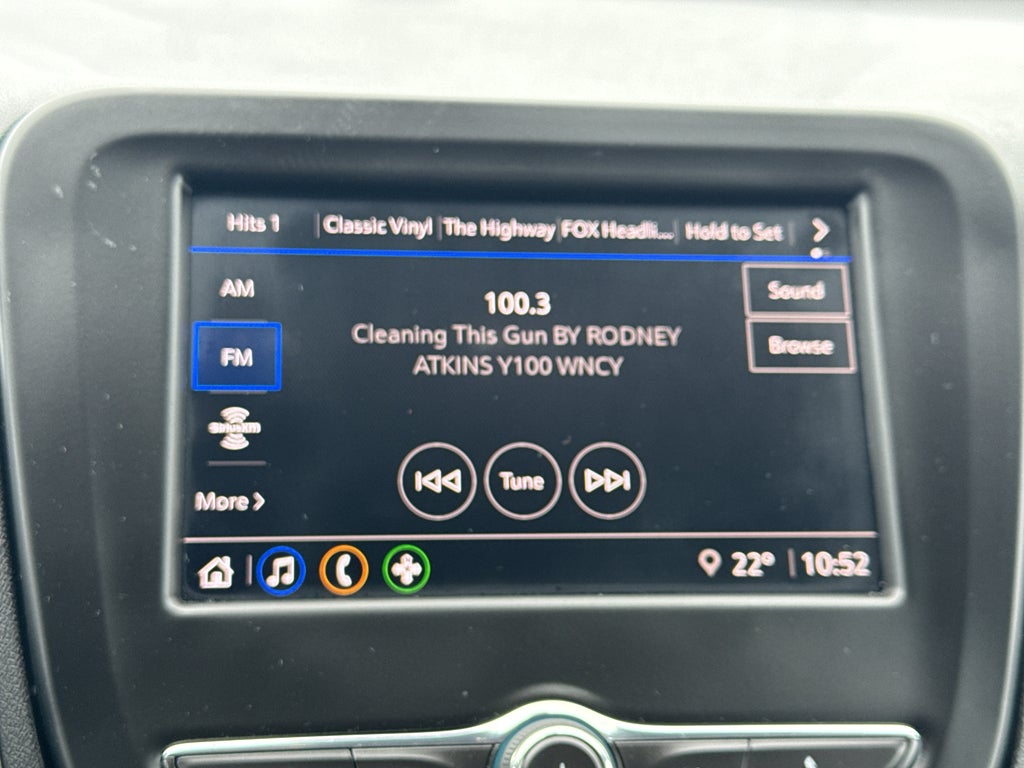 Hits 1 Classic Vinyl The Highway FOX Headli... Hold to Set
AM
100.3
Sound
Cleaning This Gun BY RODNEY
Browse
FM
ATKINS Y100 WNCY
SiriusXM
Tune
More
22° 10:52